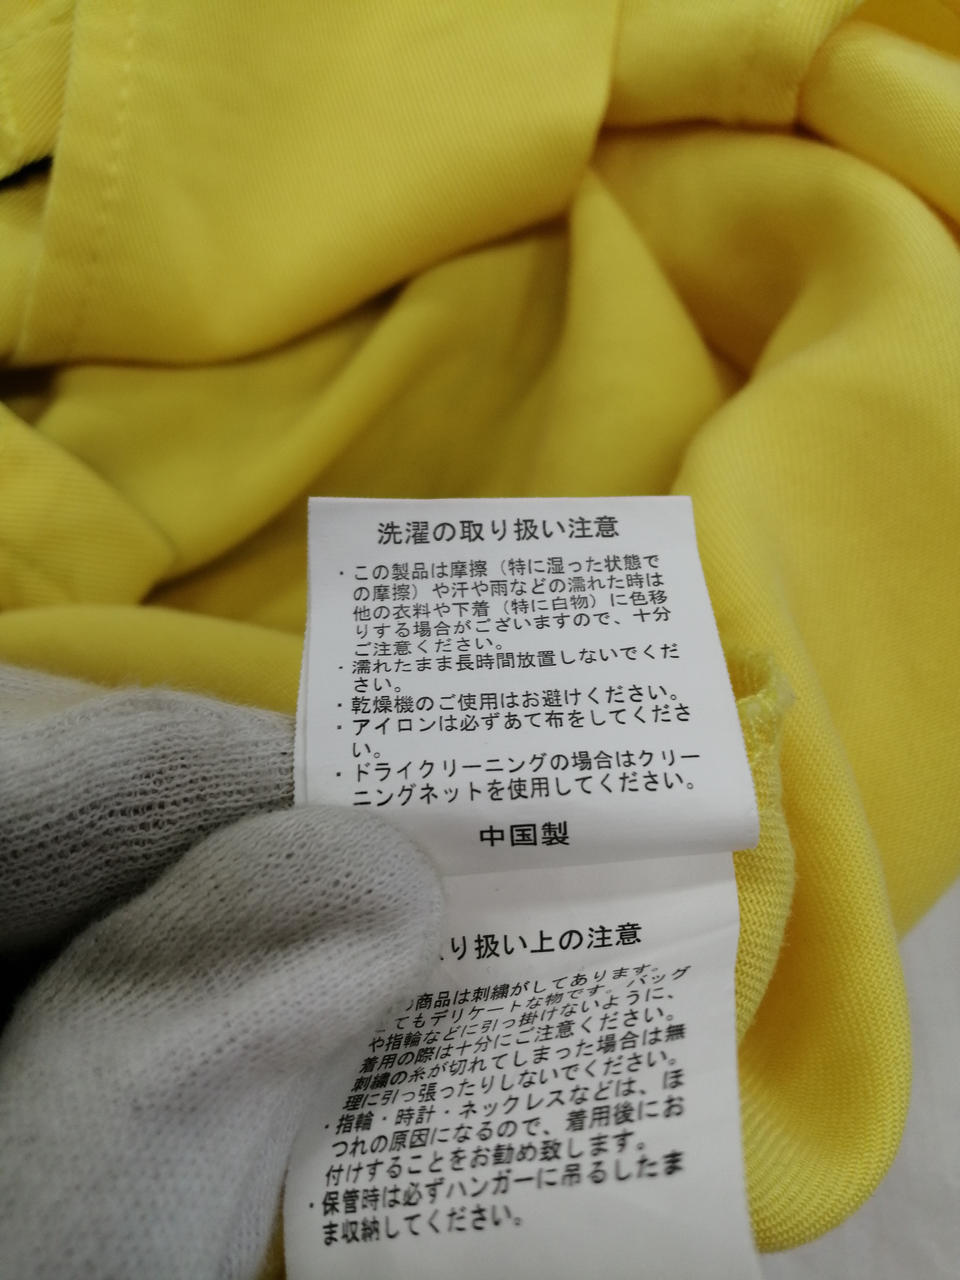 洗濯の取り扱い注意
・この製品は摩擦（特に湿った状態で
の摩擦）や汗や雨などの濡れた時は
他の衣料や下着（特に白物）に色移
りする場合がございますので、十分
ご注意ください。
・濡れたまま長時間放置しないでくだ
さい。
・乾燥機のご使用はお避けください。
・アイロンは必ずあて布をしてくださ
い。
・ドライクリーニングの場合はクリー
ニングネットを使用してください。
中国製
り扱い上の注意
商品は刺繍がしてあります。
てもデリケートな物です。バッグ
や指輪などに引っ掛けないように、
着用の際は十分にご注意ください。
刺繍の糸が切れてしまった場合は無
理に引っ張ったりしないでください。
・指輪・時計・ネックレスなどは、ほ
つれの原因になるので、着用後にお
付けすることをお勧め致します。
・保管時は必ずハンガーに吊るしたま
ま収納してください。